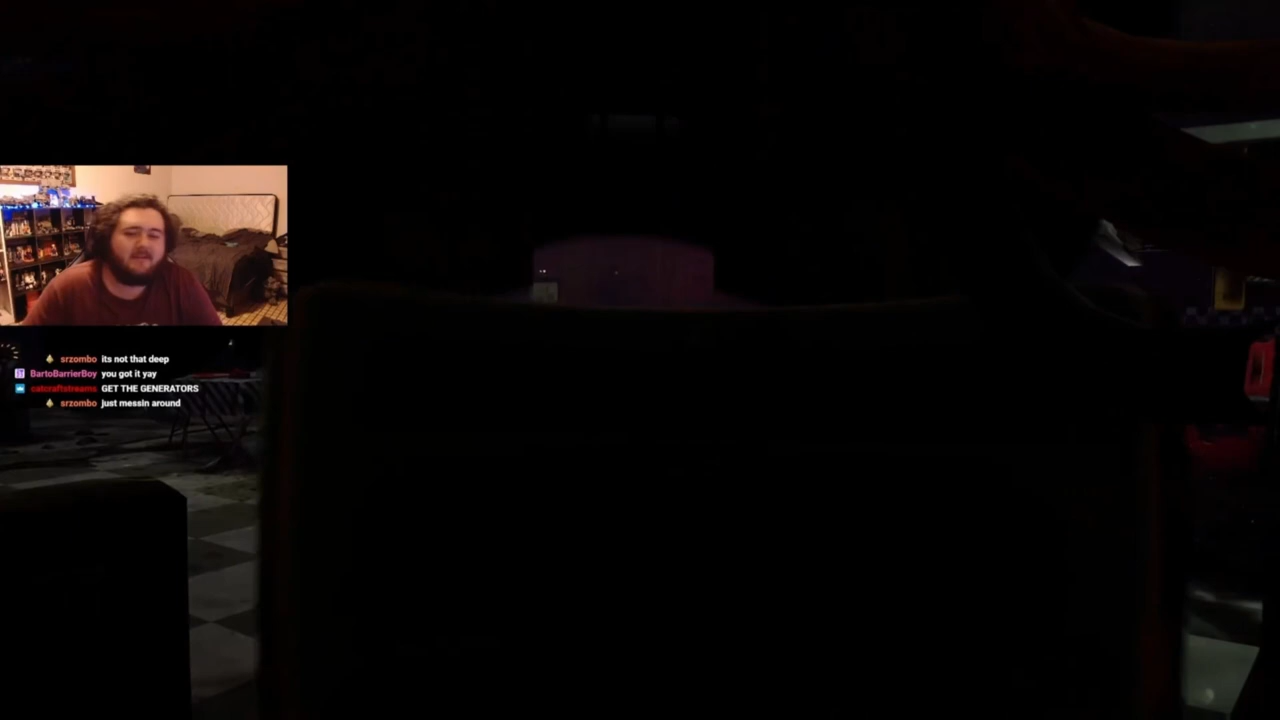 srzombo its not that deep
BartoBarrierBoy you got it yay
catcraftstreams GET THE GENERATORS
srzombo just messin around